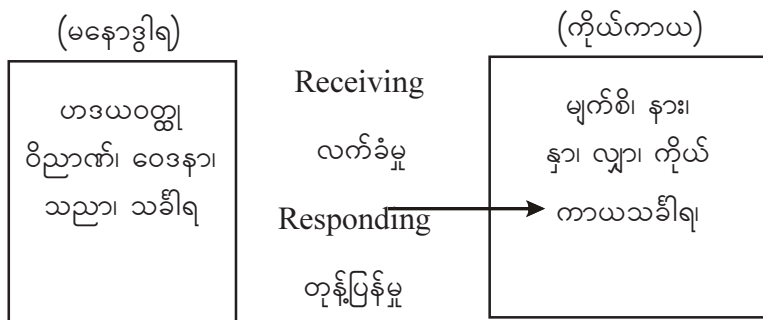 (မနောဒွါရ)
ဟဒယဝတ္ထု
ဝိညာဏ်၊ ဝေဒနာ၊
သညာ၊ သင်္ခါရ
Receiving
လက်ခံမှု
Responding
တုန့်ပြန်မှု
(ကိုယ်ကာယ)
မျက်စိ၊ နား၊
နှာ၊ လျှာ၊ ကိုယ်
ကာယသင်္ခါရ၊